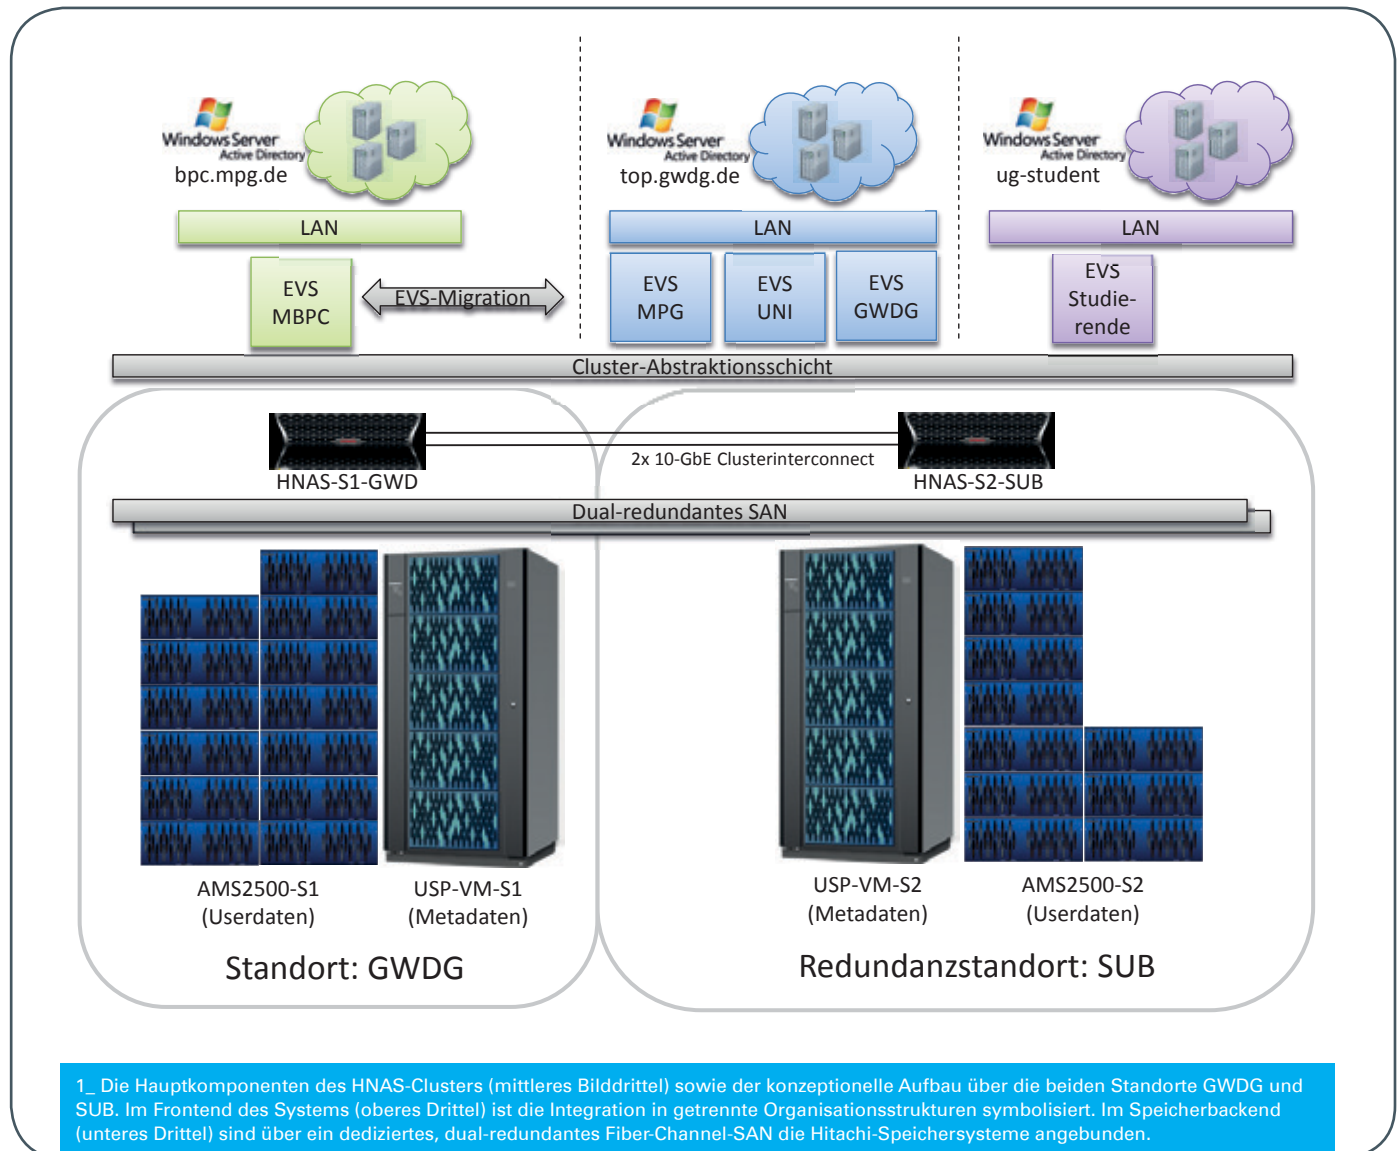 Windows Server
Active Directory
bpc.mpg.de
Windows Server
Active Directory
top.gwdg.de
Windows Server
Active Directory
ug-student
LAN
LAN
LAN
EVS
MBPC
EVS-Migration
EVS
MPG
EVS
UNI
EVS
GWDG
EVS
Studie-
rende
Cluster-Abstraktionsschicht
2x 10-GbE Clusterinterconnect
HNAS-S1-GWD
HNAS-S2-SUB
Dual-redundantes SAN
AMS2500-S1
(Userdaten)
USP-VM-S1
(Metadaten)
USP-VM-S2
(Metadaten)
AMS2500-S2
(Userdaten)
Standort: GWDG
Redundanzstandort: SUB
1_ Die Hauptkomponenten des HNAS-Clusters (mittleres Bilddrittel) sowie der konzeptionelle Aufbau über die beiden Standorte GWDG und
SUB. Im Frontend des Systems (oberes Drittel) ist die Integration in getrennte Organisationsstrukturen symbolisiert. Im Speicherbackend
(unteres Drittel) sind über ein dediziertes, dual-redundantes Fiber-Channel-SAN die Hitachi-Speichersysteme angebunden.